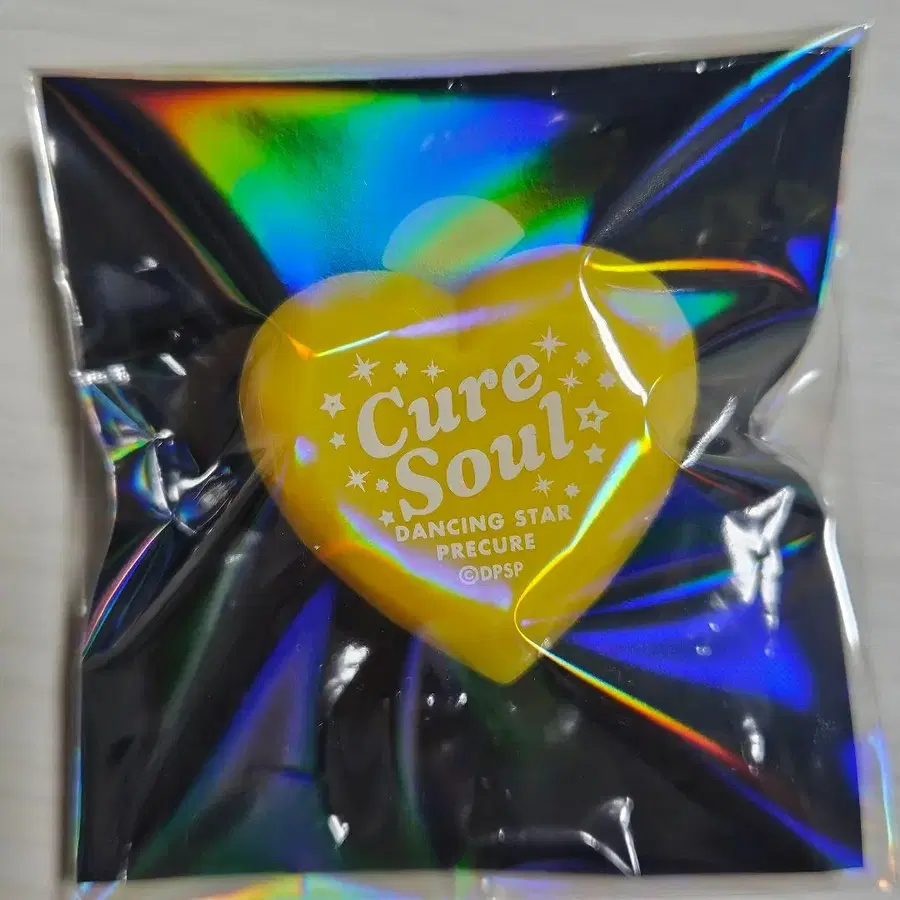 Cure
Soul
DANCING STAR
PRECURE
©DPSP